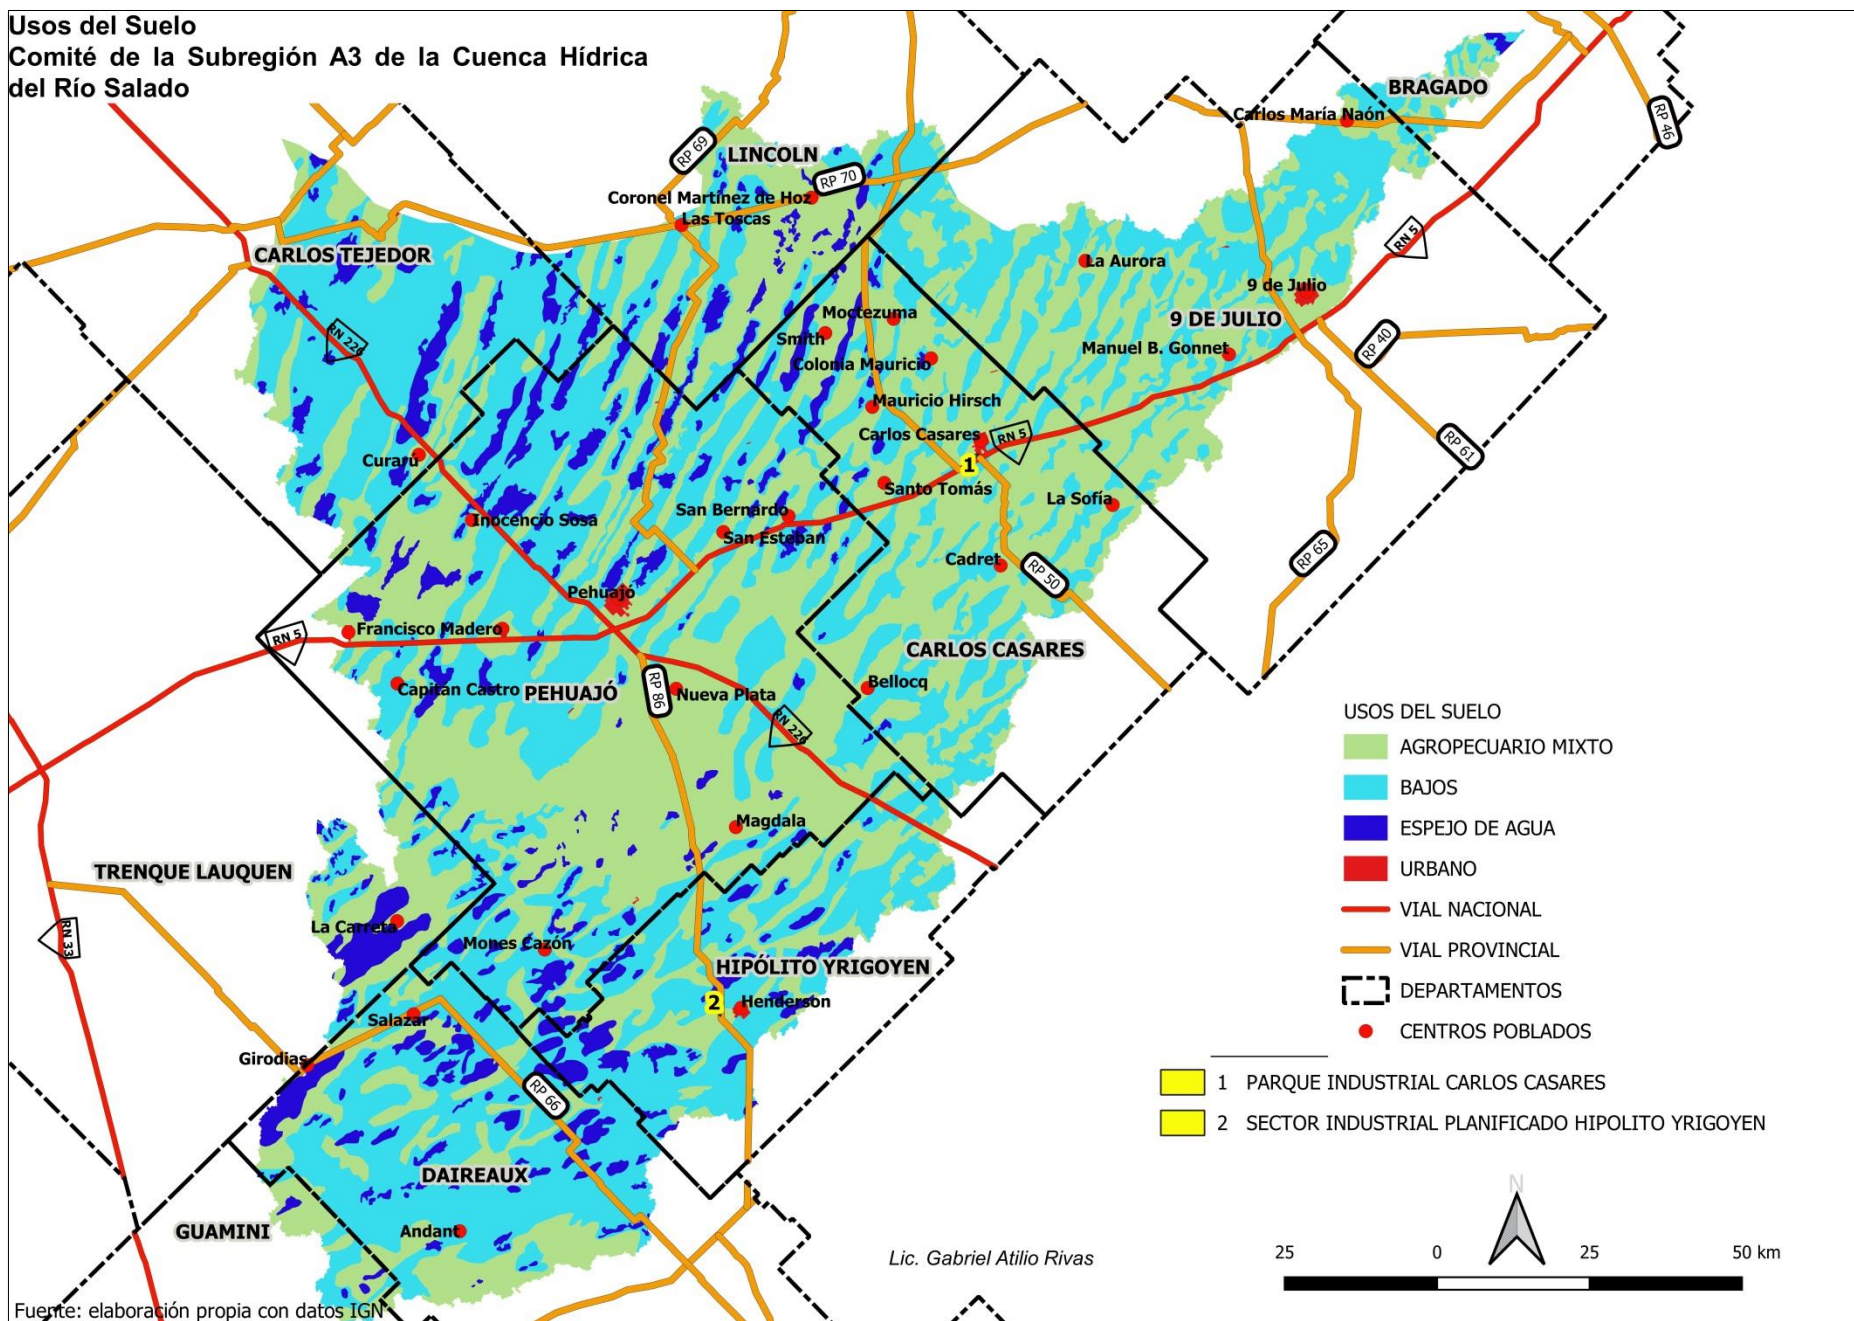 Usos del Suelo
Comité de la Subregión A3 de la Cuenca Hídrica
del Río Salado
BRAGADO
Carlos María Naón
RP 46
RP 69
LINCOLN
RP 70
Coronel Martínez de Hoz
Las Toscas
CARLOS TEJEDOR
RN 5
La Aurora
9 de Julio
Moctezuma
9 DE JULIO
RN 226
Smith
Manuel B. Gonnet
RP 40
Colonia Mauricio
Mauricio Hirsch
Carlos Casares
RN 5
RP 61
Curarú
1
Santo Tomás
La Sofía
San Bernardo
Inocencio Sosa
San Esteban
RP 65
Cadret
RP 50
Pehuajó
Francisco Madero
RN 5
CARLOS CASARES
Capitan Castro
PEHUAJÓ
RP 86
Nueva Plata
Bellocq
RN 226
USOS DEL SUELO
AGROPECUARIO MIXTO
BAJOS
ESPEJO DE AGUA
URBANO
VIAL NACIONAL
VIAL PROVINCIAL
DEPARTAMENTOS
CENTROS POBLADOS
1 PARQUE INDUSTRIAL CARLOS CASARES
2 SECTOR INDUSTRIAL PLANIFICADO HIPOLITO YRIGOYEN
Magdala
TRENQUE LAUQUEN
La Carreta
RN 33
Mones Cazón
HIPÓLITO YRIGOYEN
2
Henderson
Salazar
Girodias
RP 66
DAIREAUX
GUAMINI
Andant
Lic. Gabriel Atilio Rivas
N
25 0 25 50 km
Fuente: elaboración propia con datos IGN